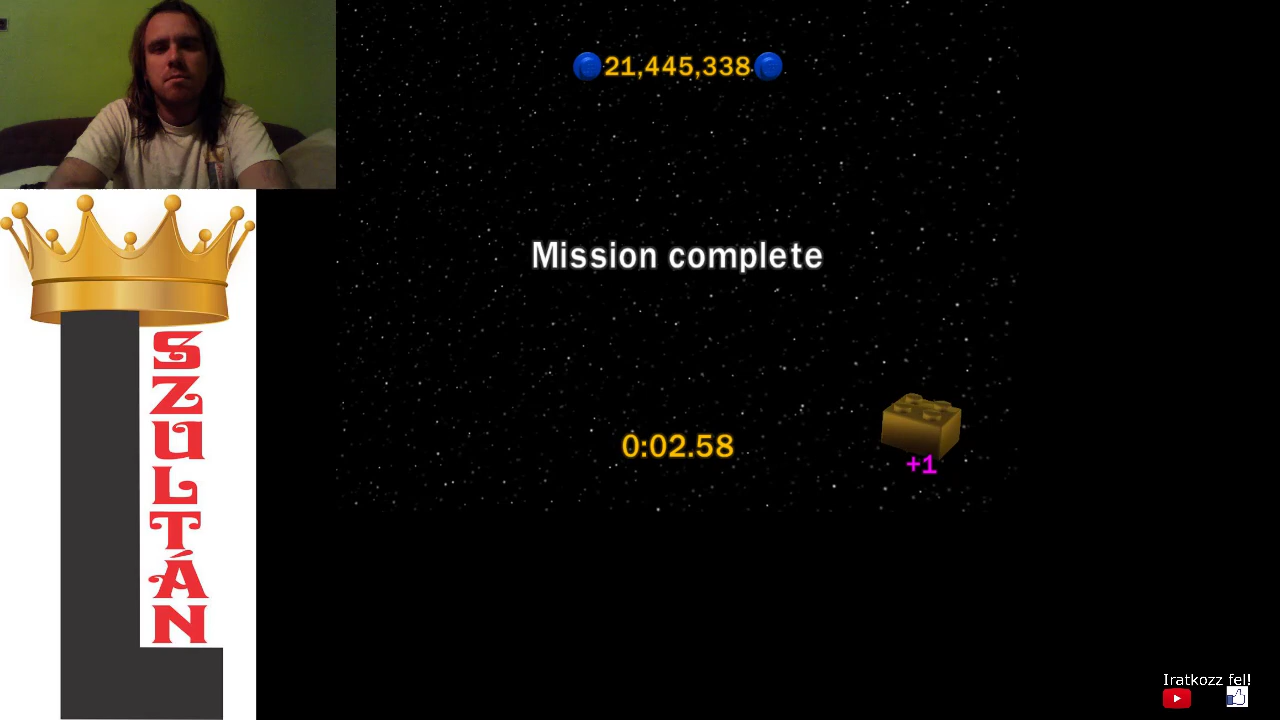 21,445,338
Mission complete
0:02.58
+1
L
SZULTÁN
Iratkozz fel!